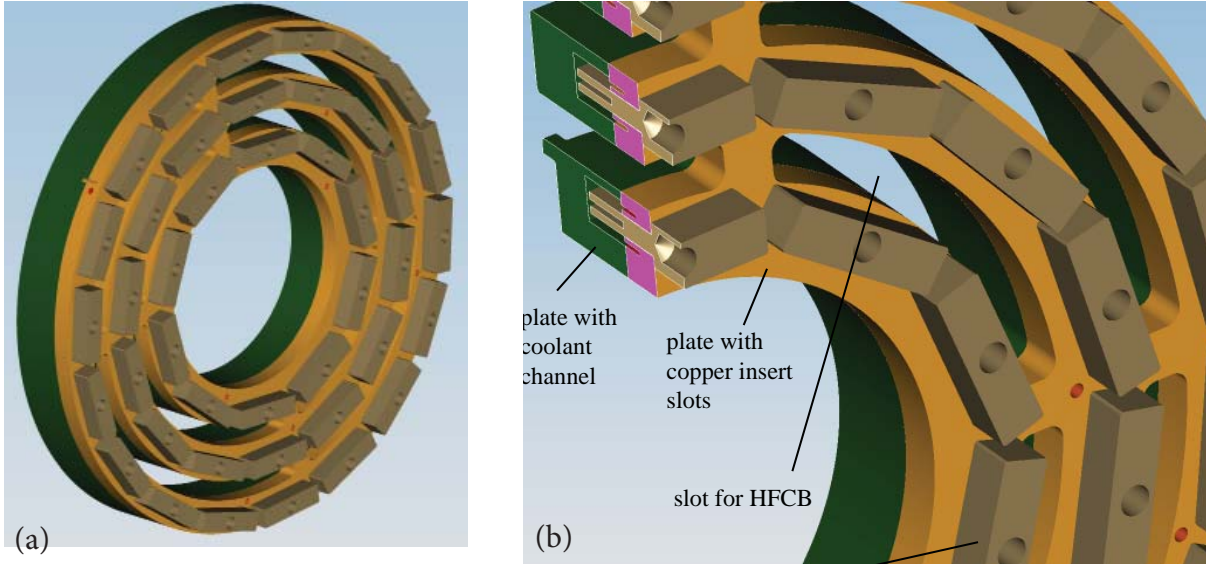 plate with
coolant
channel
plate with
copper insert
slots
slot for HFCB
(a)
(b)